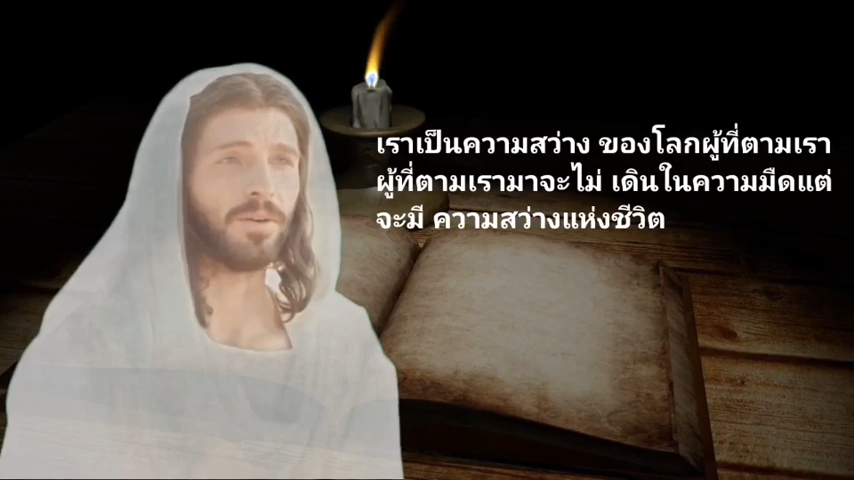 เราเป็นความสว่าง ของโลกผู้ที่ตามเรา
ผู้ที่ตามเรามาจะไม่ เดินในความมืดแต่
จะมี ความสว่างแห่งชีวิต